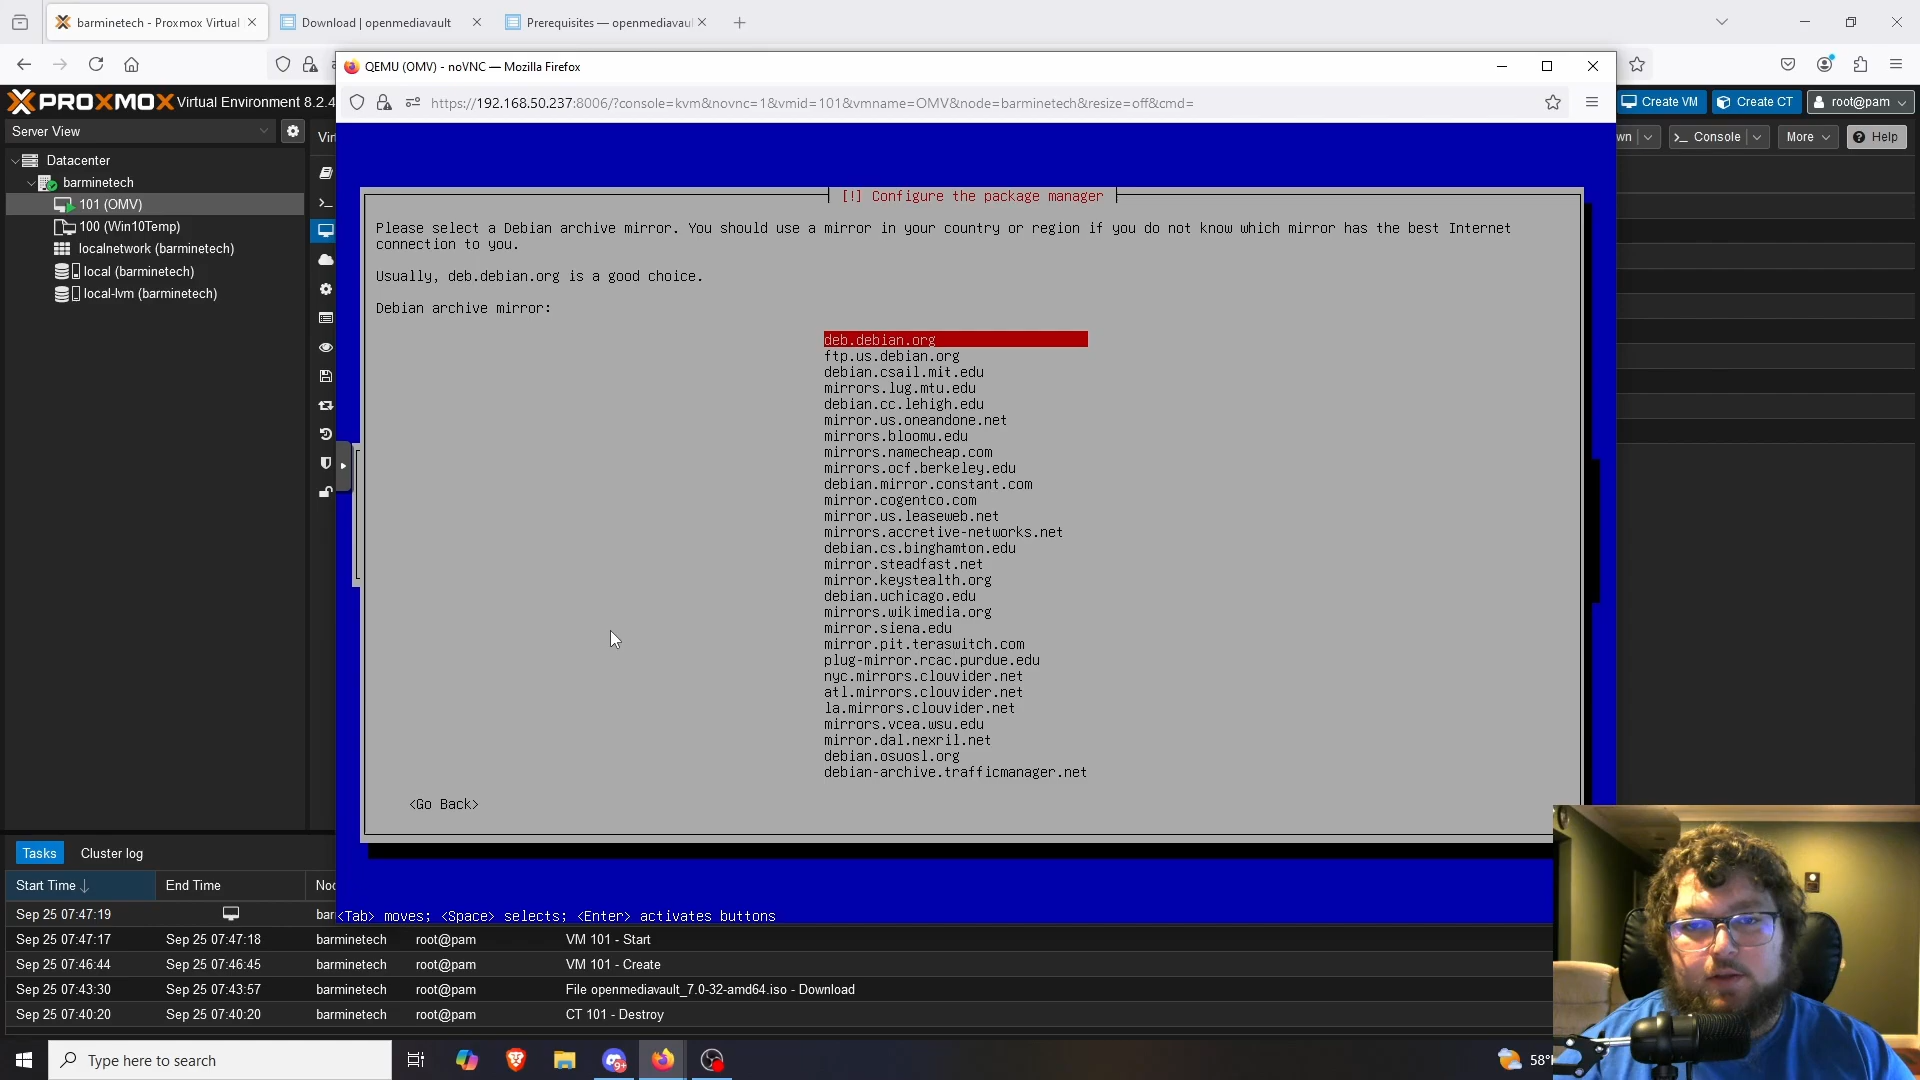 barminetech - Proxmox Virtual
Download | openmediavault
Prerequisites — openmediavau
QEMU (OMV) - noVNC — Mozilla Firefox
https://192.168.50.237:8006/?console=kvm&novnc=1&vmid=101&vmname=OMV&node=barminetech&resize=off&cmd=
PROXMOX Virtual Environment 8.2.4
Create VM
Create CT
root@pam
Server View
Vir
wn
Console
More
Help
Datacenter
barminetech
101 (OMV)
100 (Win10Temp)
localnetwork (barminetech)
local (barminetech)
local-lvm (barminetech)
[!] Configure the package manager
Please select a Debian archive mirror. You should use a mirror in your country or region if you do not know which mirror has the best Internet
connection to you.
Usually, deb.debian.org is a good choice.
Debian archive mirror:
deb.debian.org
ftp.us.debian.org
debian.csail.mit.edu
mirrors.lug.mtu.edu
debian.cc.lehigh.edu
mirror.us.oneandone.net
mirrors.bloomu.edu
mirrors.namecheap.com
mirrors.ocf.berkeley.edu
debian.mirror.constant.com
mirror.cogentco.com
mirror.us.leaseweb.net
mirrors.accretive-networks.net
debian.cs.binghamton.edu
mirror.steadfast.net
mirror.keystealth.org
debian.uchicago.edu
mirrors.wikimedia.org
mirror.siena.edu
mirror.pit.teraswitch.com
plug-mirror.rcac.purdue.edu
nyc.mirrors.clouvider.net
atl.mirrors.clouvider.net
la.mirrors.clouvider.net
mirrors.vcea.wsu.edu
mirror.dal.nexril.net
debian.osuosl.org
debian-archive.trafficmanager.net
<Go Back>
<Tab> moves; <Space> selects; <Enter> activates buttons
Tasks
Cluster log
Start Time
End Time
Noc
Sep 25 07:47:19
bar
Sep 25 07:47:17 Sep 25 07:47:18 barminetech root@pam VM 101 - Start
Sep 25 07:46:44 Sep 25 07:46:45 barminetech root@pam VM 101 - Create
Sep 25 07:43:30 Sep 25 07:43:57 barminetech root@pam File openmediavault_7.0-32-amd64.iso - Download
Sep 25 07:40:20 Sep 25 07:40:20 barminetech root@pam CT 101 - Destroy
Type here to search
9+
58°